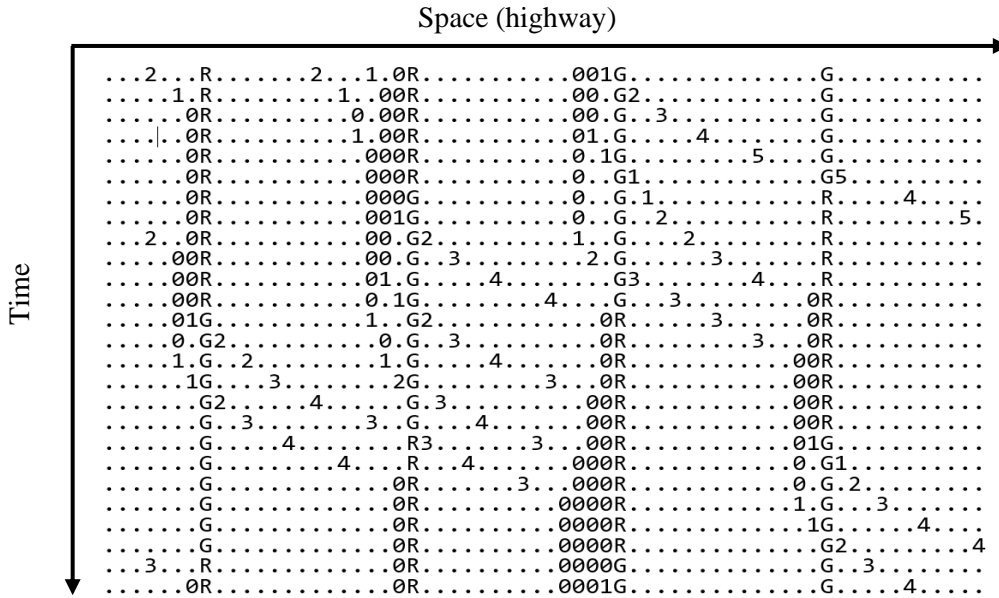 Space (highway)
Time
...2...R.......2...1.0R...........001G..............G...........
.....1.R.........1..00R...........00.G2.............G...........
......0R..........0.00R...........00.G..3...........G...........
......0R..........1.00R...........01.G.....4........G...........
......0R...........000R...........0.1G.........5....G...........
......0R...........000R...........0..G1.............G5..........
......0R...........000G...........0..G.1............R.....4.....
......0R...........001G...........0..G..2...........R.........5.
...2..0R...........00.G2..........1..G....2.........R...........
.....00R...........00.G..3.........2.G......3.......R...........
.....00R...........01.G.....4........G3........4....R...........
.....00R...........0.1G.........4....G...3.........0R...........
.....01G...........1..G2............0R......3......0R...........
.....0.G2...........0.G..3..........0R.........3...0R...........
.....1.G..2.........1.G.....4.......0R............00R...........
......1G....3........2G.........3...0R............00R...........
.......G2......4......G.3..........00R............00R...........
.......G..3........3..G....4.......00R............00R...........
.......G.....4........R3.......3...00R............01G...........
.......G.........4....R...4.......000R............0.G1..........
.......G.............0R.......3...000R............0.G.2.........
.......G.............0R..........0000R............1.G...3.......
.......G.............0R..........0000R.............1G......4....
.......G.............0R..........0000R..............G2.........4
...3...R.............0R..........0000G..............G..3........
......0R.............0R..........0001G..............G.....4.....